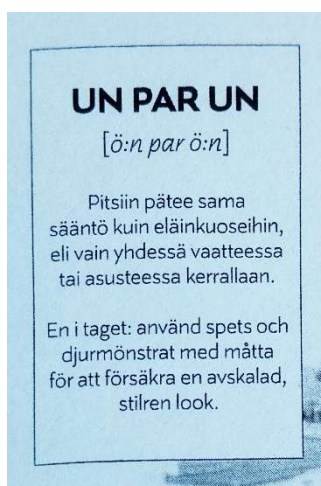 UN PAR UN
[ö:n par ö:n]
Pitsiin pätee sama
sääntö kuin eläinkuoseihin,
eli vain yhdessä vaatteessa
tai asusteessa kerrallaan.
En i taget: använd spets och
djurmönstrat med måtta
för att försäkra en avskalad,
stilren look.